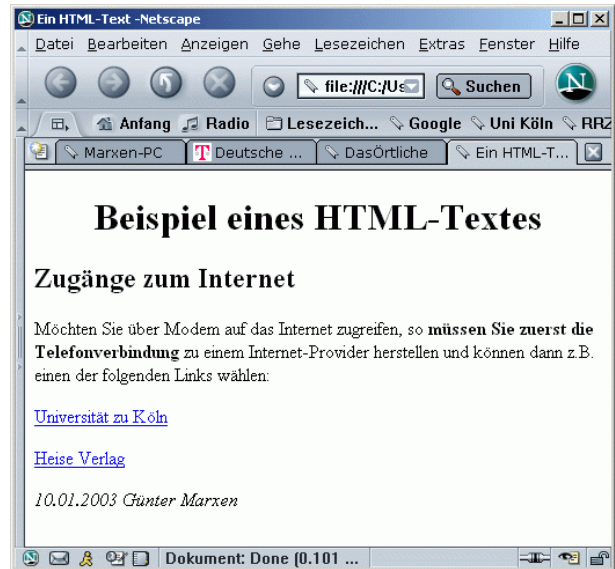 Ein HTML-Text -Netscape
Datei Bearbeiten Anzeigen Gehe Lesezeichen Extras Fenster Hilfe
file:///C:/Us Suchen N
Anfang Radio Lesezeich... Google Uni Köln RRZ
Marxen-PC T Deutsche ... DasÖrtliche Ein HTML-T...
Beispiel eines HTML-Textes
Zugänge zum Internet
Möchten Sie über Modem auf das Internet zugreifen, so müssen Sie zuerst die
Telefonverbindung zu einem Internet-Provider herstellen und können dann z.B.
einen der folgenden Links wählen:
Universität zu Köln
Heise Verlag
10.01.2003 Günter Marxen
Dokument: Done (0.101 ...